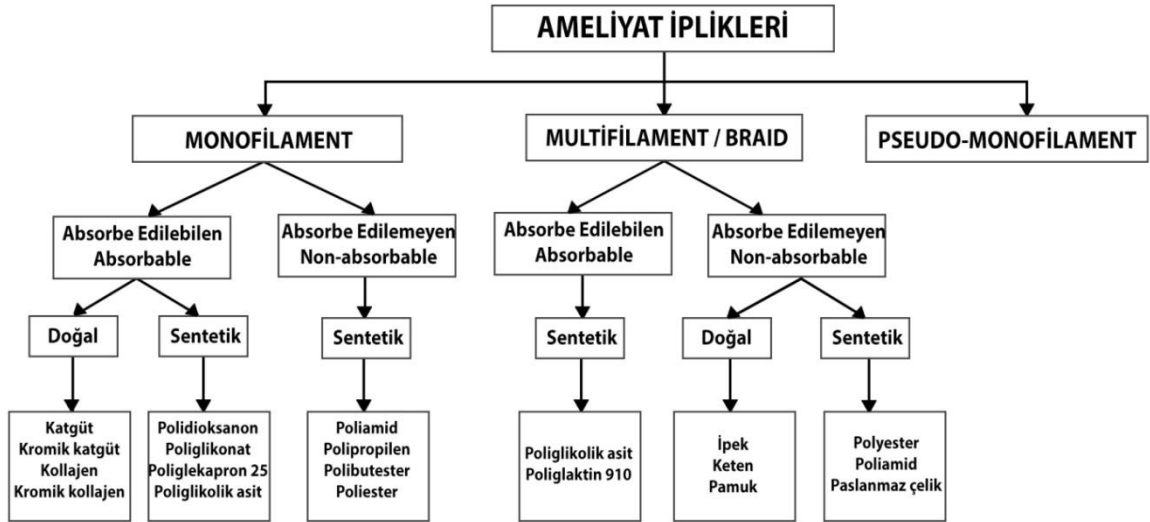 AMELİYAT İPLİKLERİ
MONOFİLAMENT
MULTİFİLAMENT / BRAID
PSEUDO-MONOFİLAMENT
Absorbe Edilebilen
Absorbable
Absorbe Edilemeyen
Non-absorbable
Absorbe Edilebilen
Absorbable
Absorbe Edilemeyen
Non-absorbable
Doğal
Sentetik
Sentetik
Sentetik
Doğal
Sentetik
Katgüt
Kromik katgüt
Kollajen
Kromik kollajen
Polidioksanon
Poliglikonat
Poliglekapron 25
Poliglikolik asit
Poliamid
Polipropilen
Polibutester
Poliester
Poliglikolik asit
Poliglaktin 910
İpek
Keten
Pamuk
Polyester
Poliamid
Paslanmaz çelik